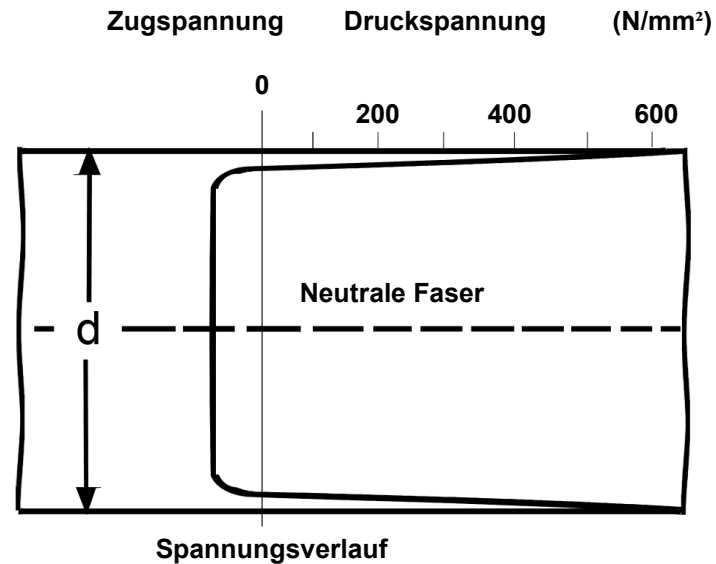 Zugspannung Druckspannung (N/mm²)
0
200 400 600
Neutrale Faser
d
Spannungsverlauf